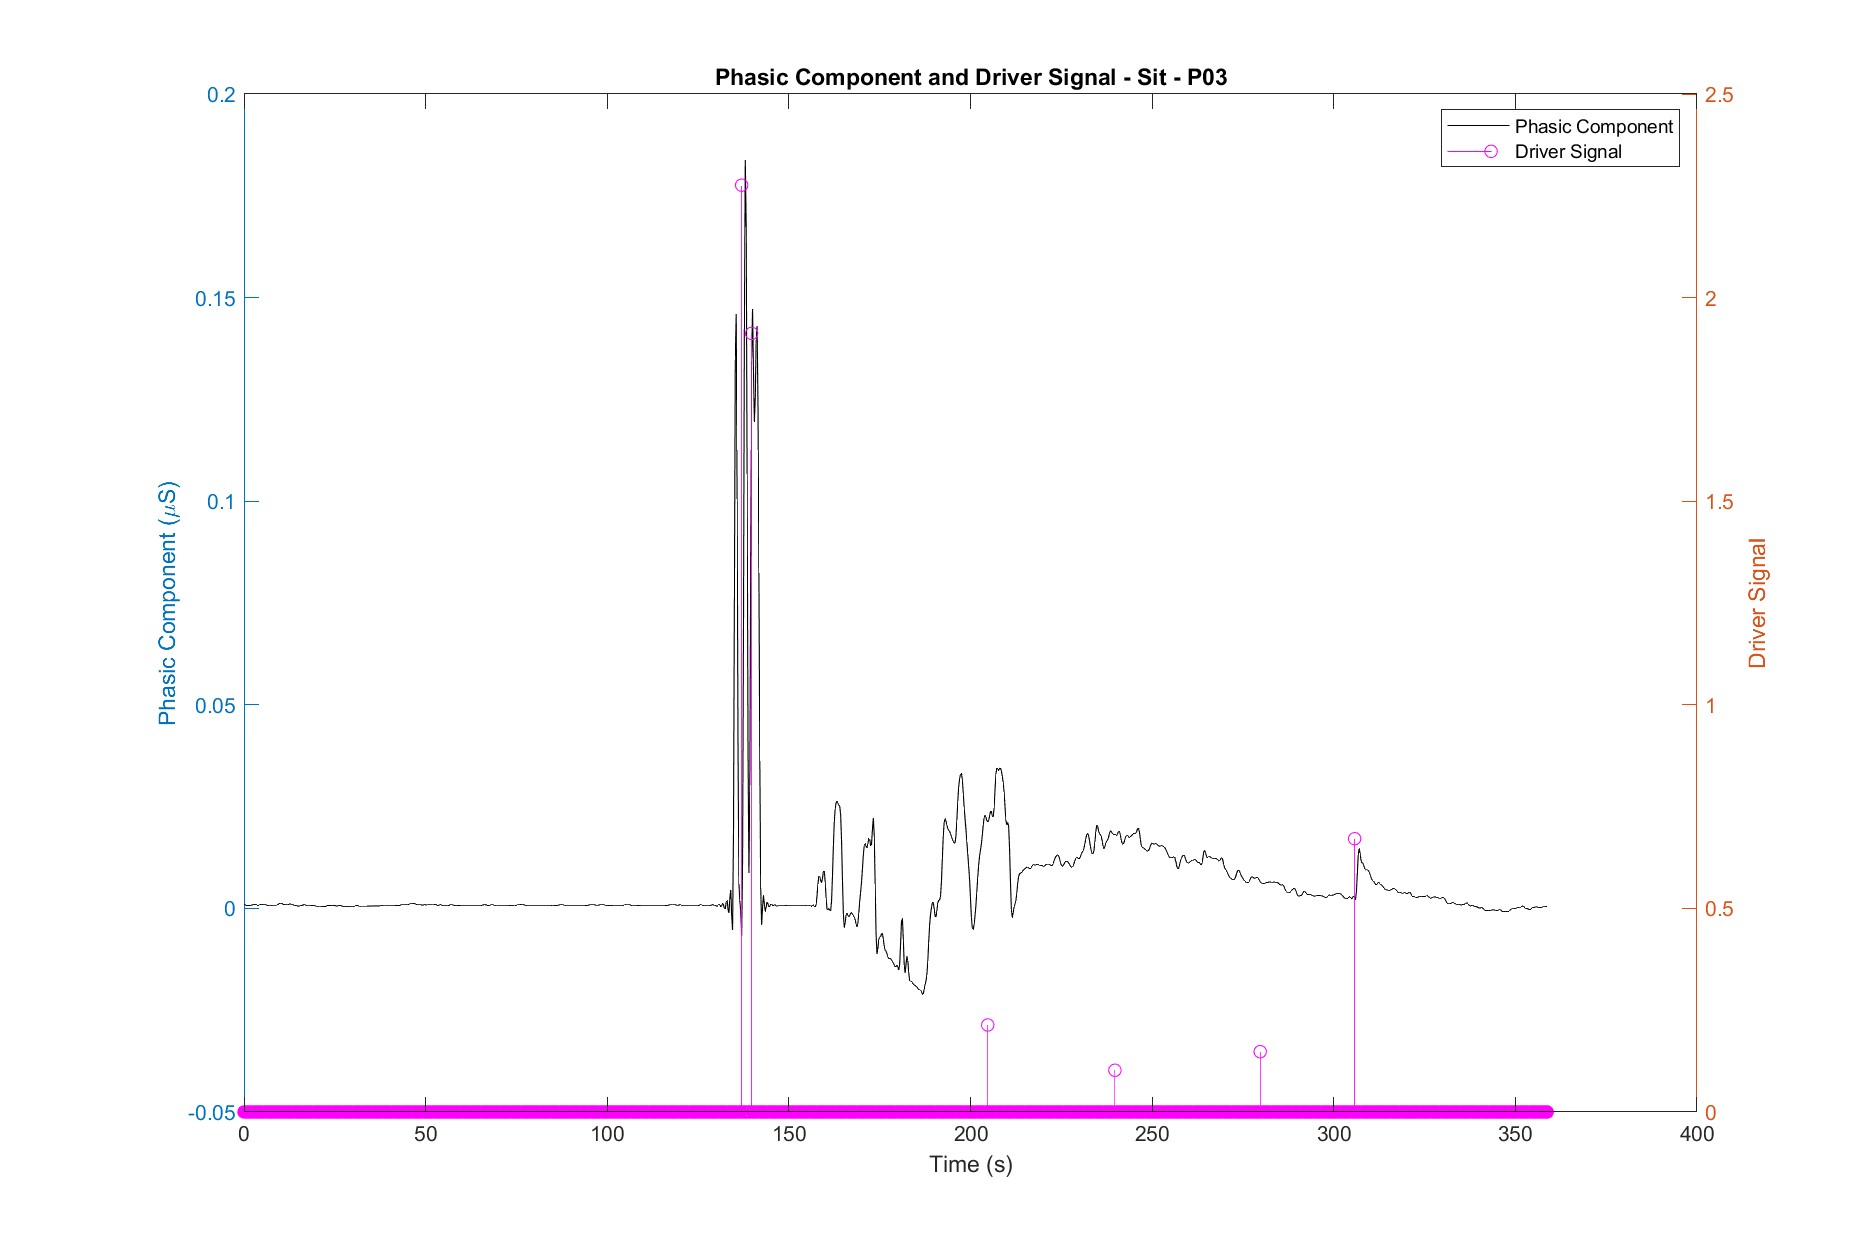 Phasic Component and Driver Signal - Sit - P03
Phasic Component
Driver Signal
0.2
0.15
0.1
0.05
0
-0.05
Phasic Component (μS)
2.5
2
1.5
1
0.5
0
Driver Signal
0 50 100 150 200 250 300 350 400
Time (s)